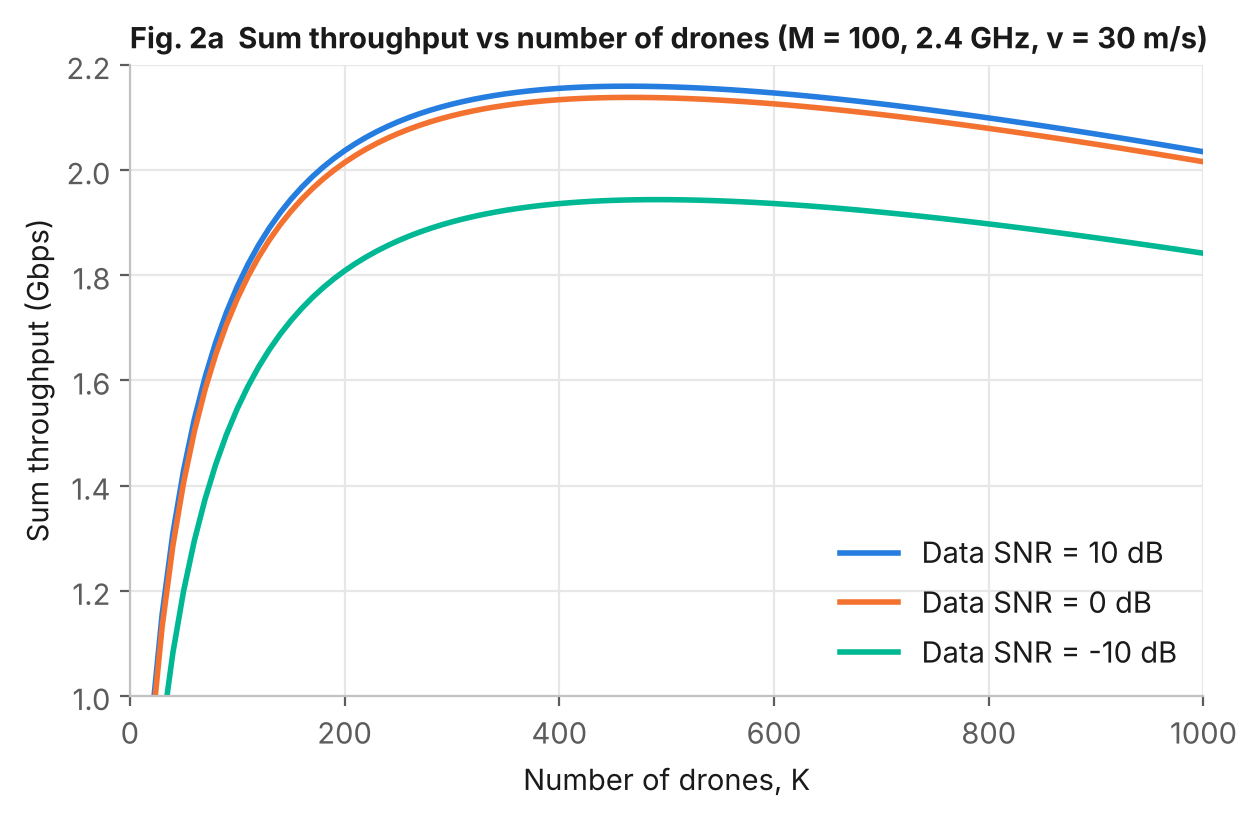 Fig. 2a  Sum throughput vs number of drones (M = 100, 2.4 GHz, v = 30 m/s)
2.2
2.0
1.8
1.6
1.4
1.2
1.0
Sum throughput (Gbps)
Data SNR = 10 dB
Data SNR = 0 dB
Data SNR = -10 dB
0 200 400 600 800 1000
Number of drones, K